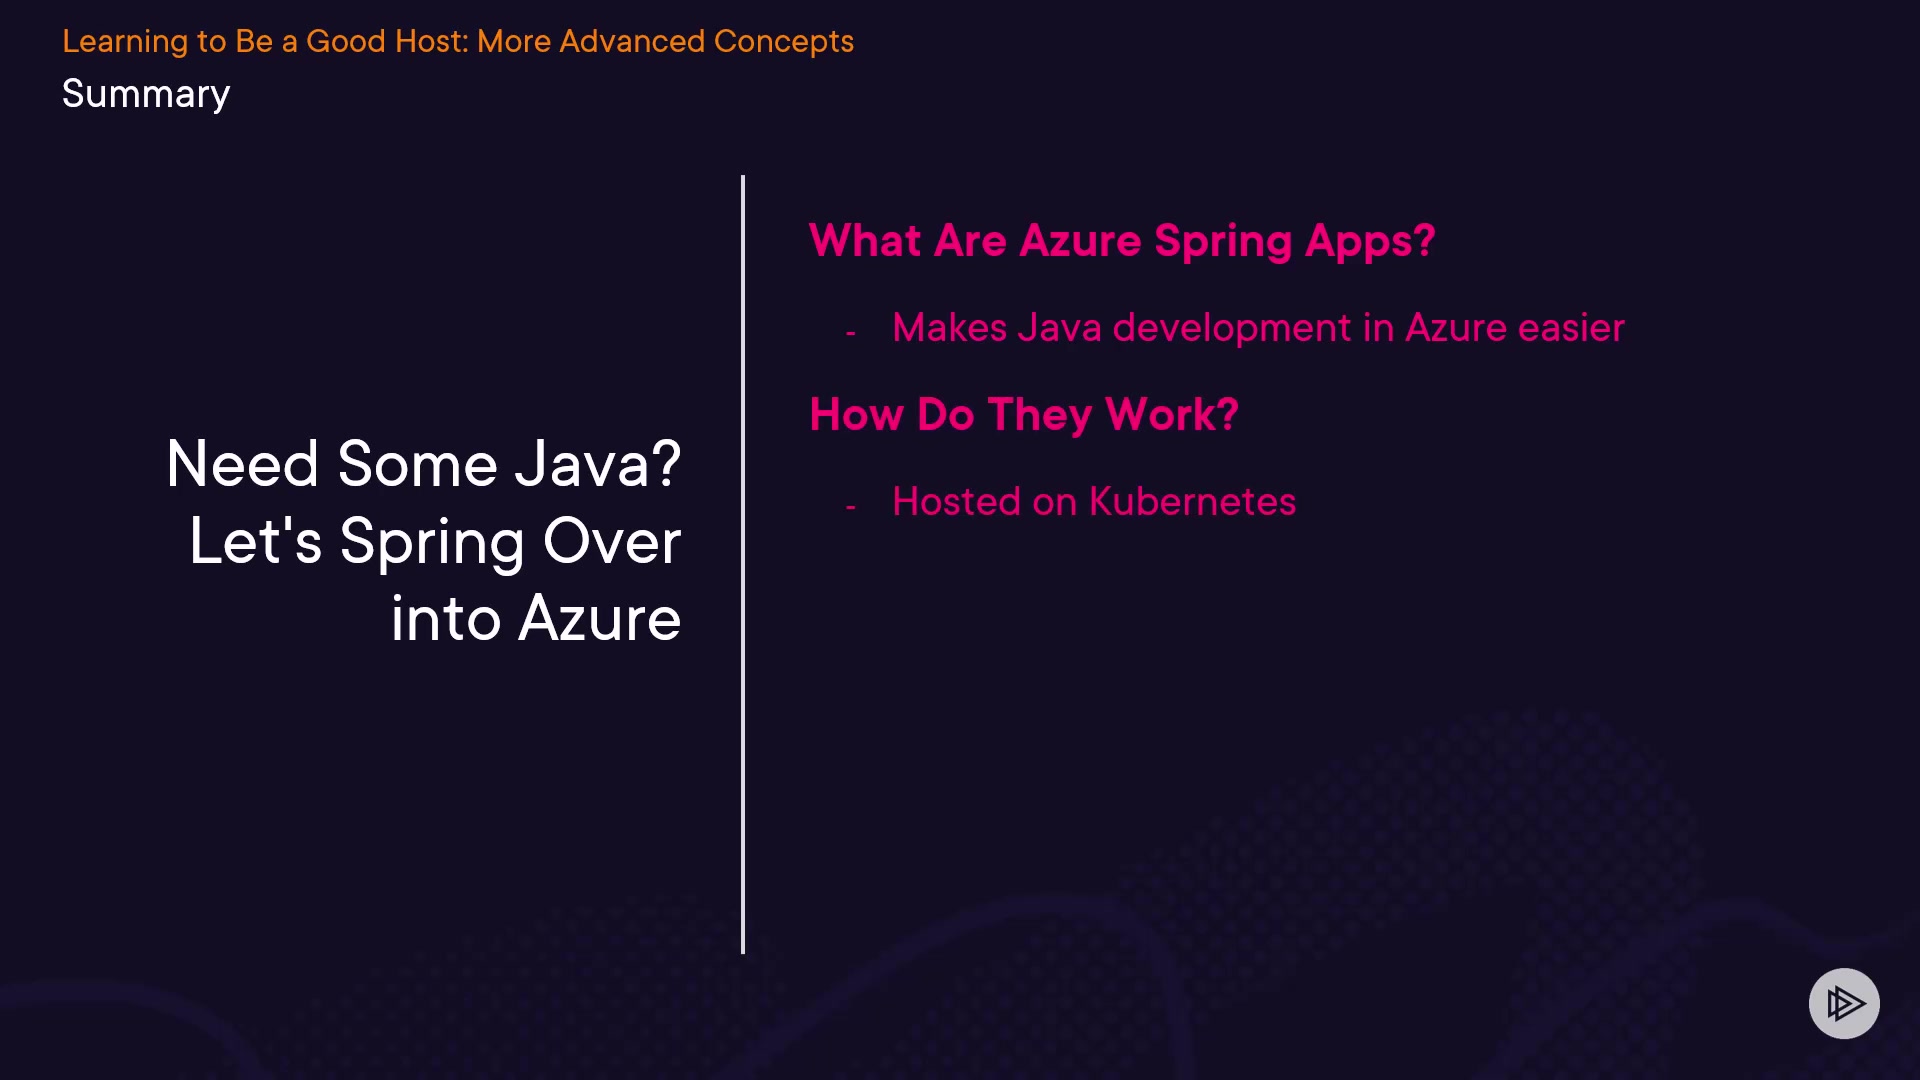 Learning to Be a Good Host: More Advanced Concepts
Summary
Need Some Java?
Let's Spring Over
into Azure
What Are Azure Spring Apps?
- Makes Java development in Azure easier
How Do They Work?
- Hosted on Kubernetes